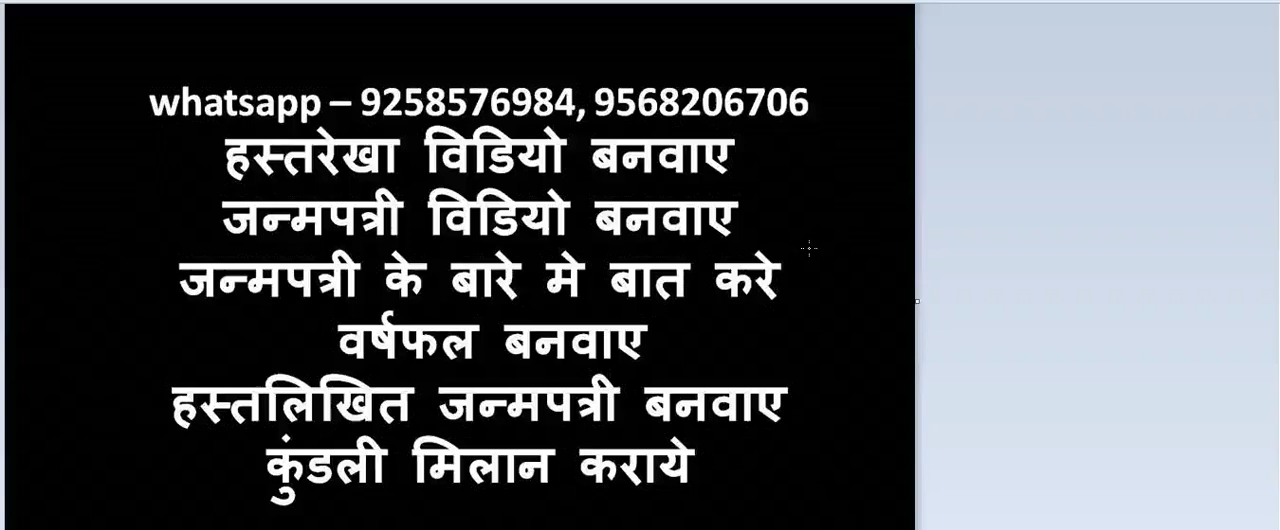 whatsapp – 9258576984, 9568206706
हस्तरेखा विडियो बनवाए
जन्मपत्री विडियो बनवाए
जन्मपत्री के बारे मे बात करे
वर्षफल बनवाए
हस्तलिखित जन्मपत्री बनवाए
कुंडली मिलान कराये